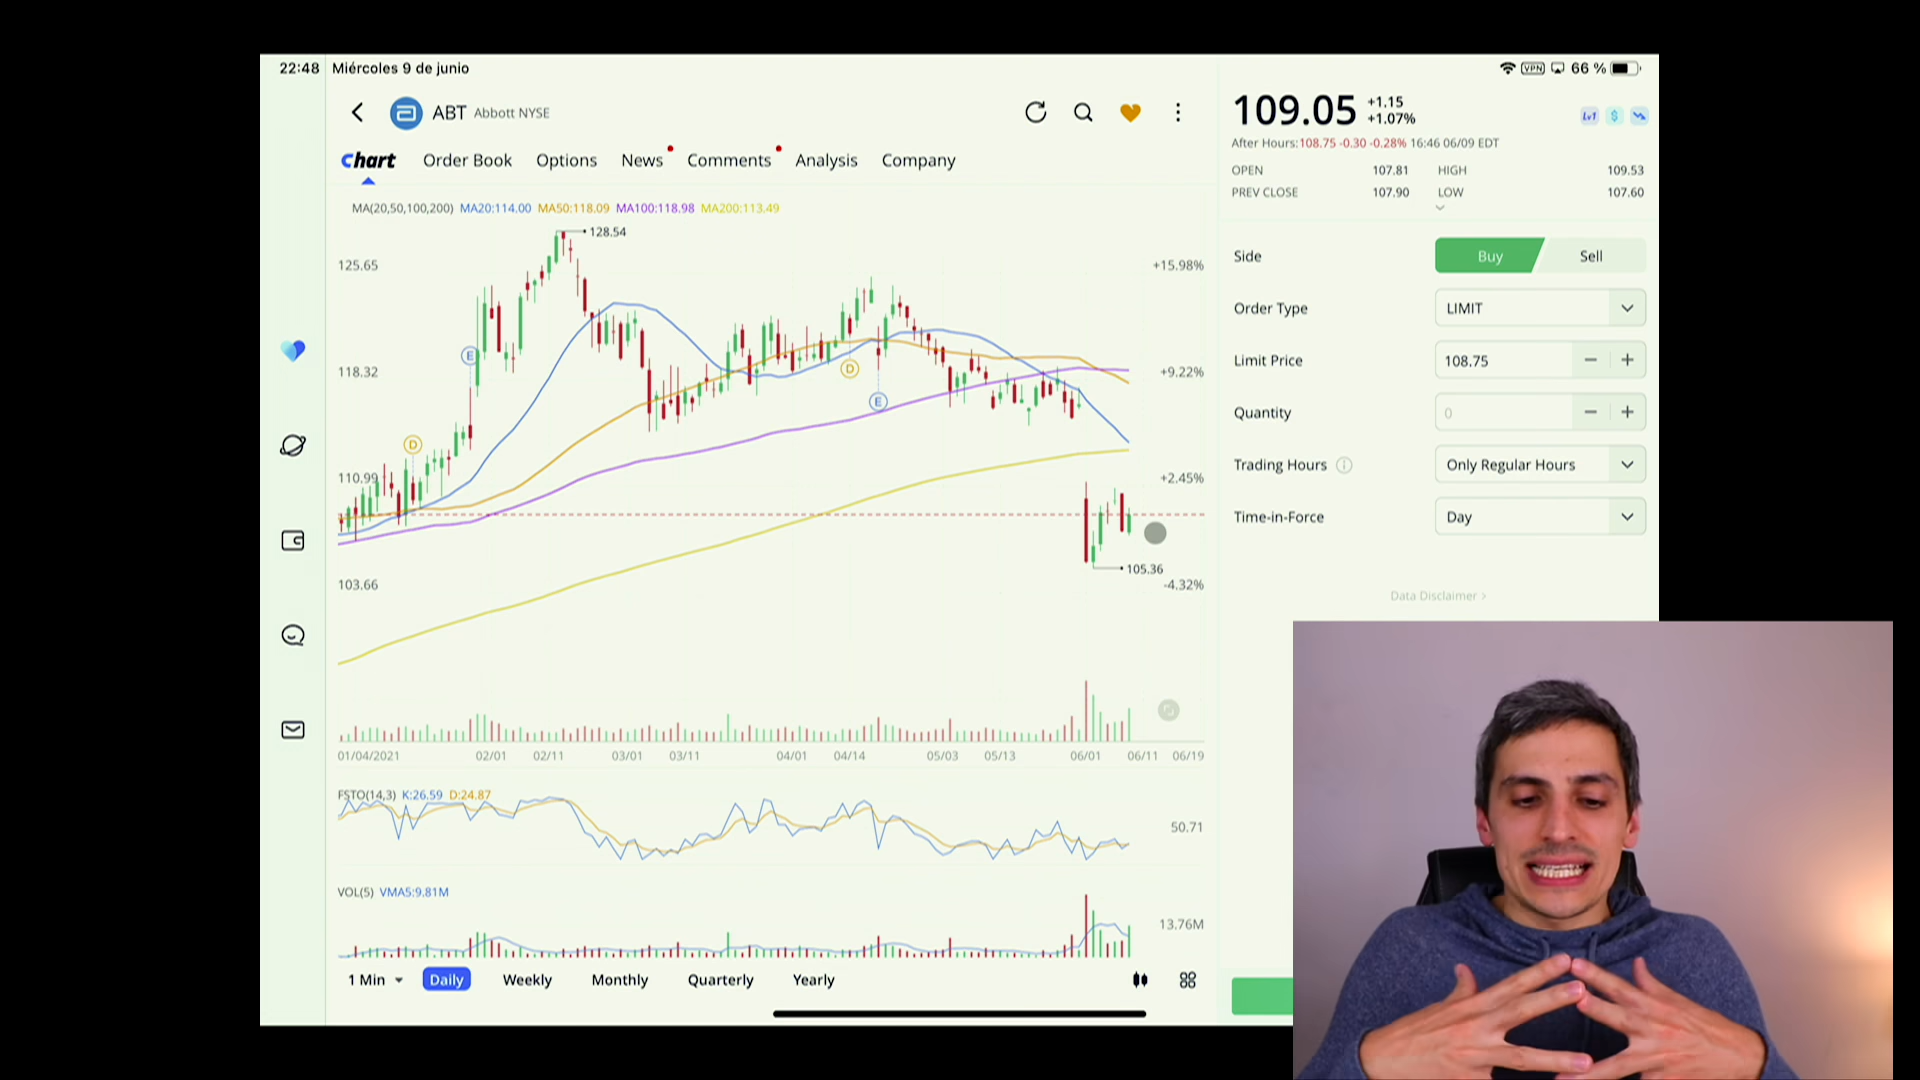 22:48 Miércoles 9 de junio
VPN 66 %
ABT Abbott NYSE
Chart Order Book Options News Comments Analysis Company
MA(20,50,100,200) MA20:114.00 MA50:118.09 MA100:118.98 MA200:113.49
128.54
125.65 +15.98%
E
118.32 +9.22%
D
E
D
110.99 +2.45%
105.36
103.66 -4.32%
01/04/2021 02/01 02/11 03/01 03/11 04/01 04/14 05/03 05/13 06/01 06/11 06/19
FSTO(14,3) K:26.59 D:24.87
50.71
VOL(5) VMA5:9.81M
13.76M
1 Min Daily Weekly Monthly Quarterly Yearly
109.05 +1.15
+1.07%
Lv1 $
After Hours:108.75 -0.30 -0.28% 16:46 06/09 EDT
OPEN 107.81 HIGH 109.53
PREV CLOSE 107.90 LOW 107.60
Side Buy Sell
Order Type LIMIT
Limit Price 108.75 − +
Quantity 0 − +
Trading Hours i Only Regular Hours
Time-in-Force Day
Data Disclaimer >